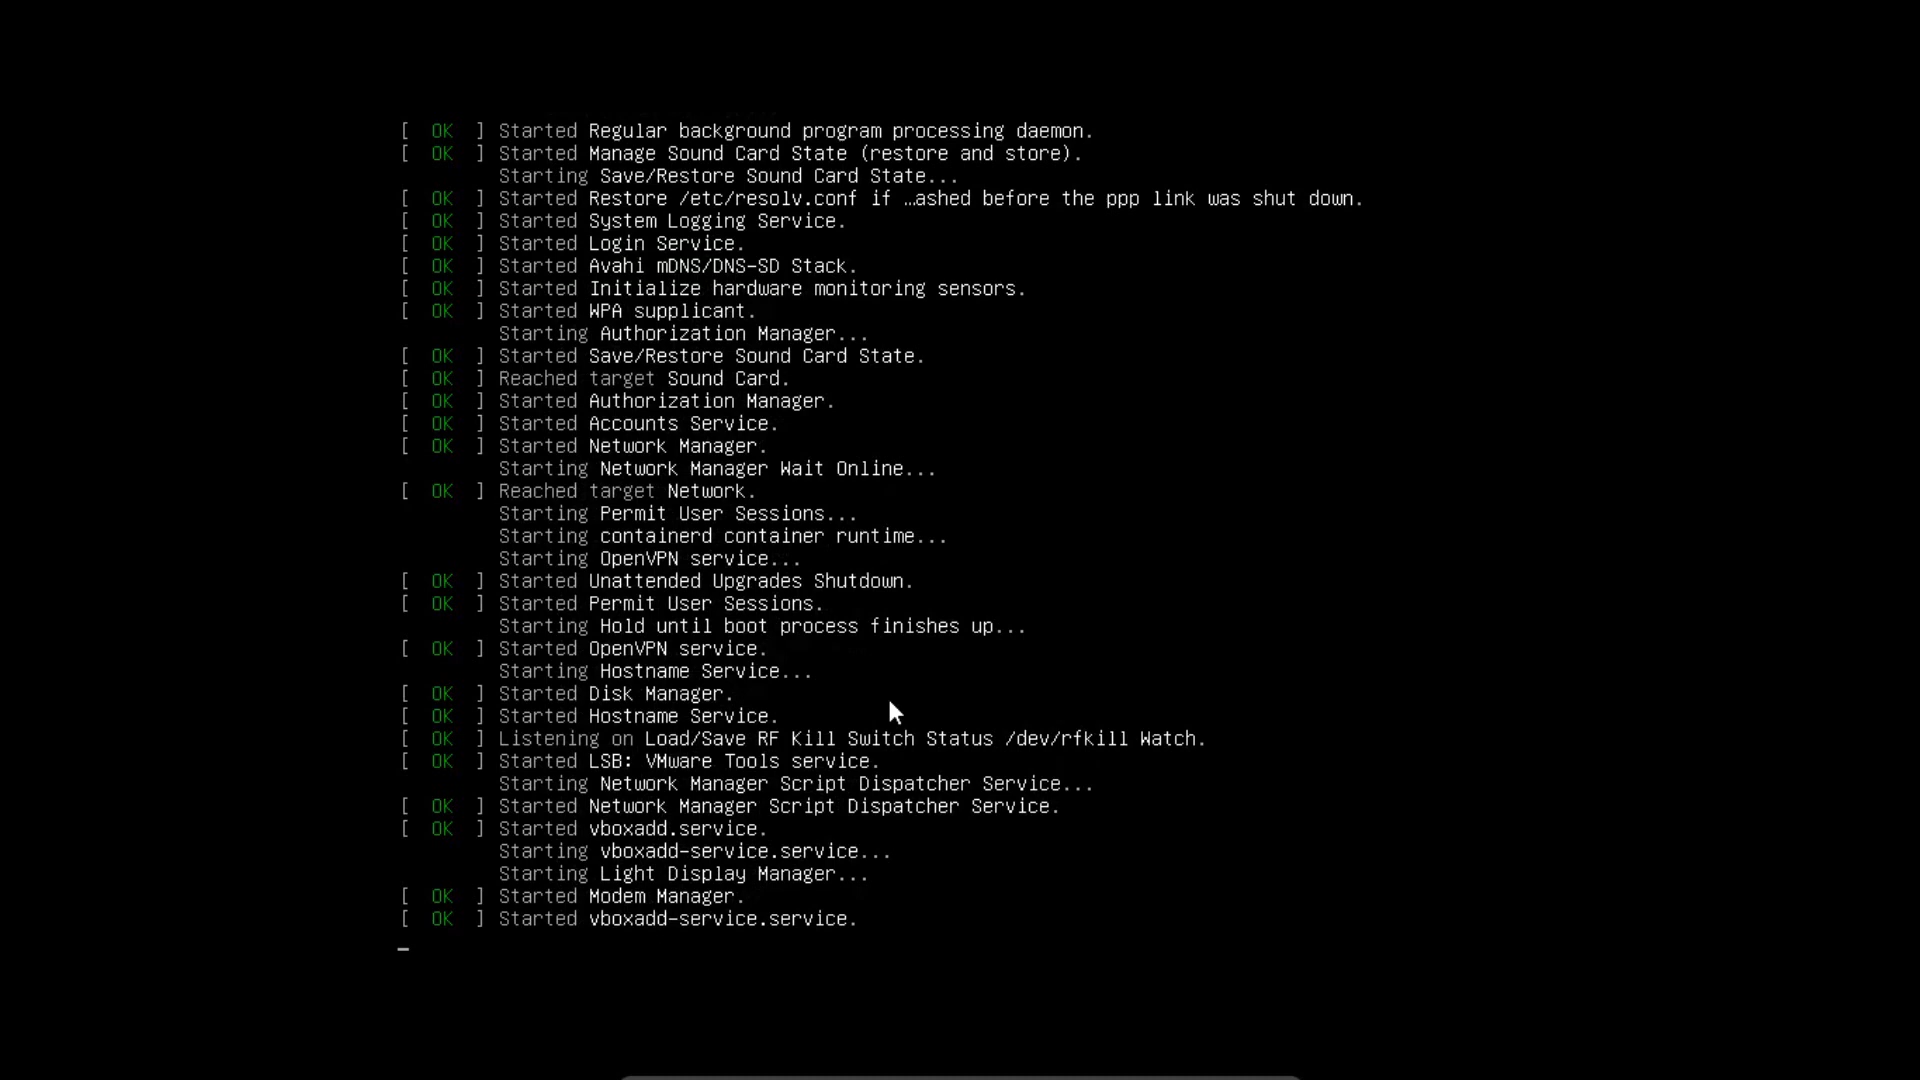 [  OK  ] Started Regular background program processing daemon.
[  OK  ] Started Manage Sound Card State (restore and store).
Starting Save/Restore Sound Card State...
[  OK  ] Started Restore /etc/resolv.conf if …ashed before the ppp link was shut down.
[  OK  ] Started System Logging Service.
[  OK  ] Started Login Service.
[  OK  ] Started Avahi mDNS/DNS-SD Stack.
[  OK  ] Started Initialize hardware monitoring sensors.
[  OK  ] Started WPA supplicant.
Starting Authorization Manager...
[  OK  ] Started Save/Restore Sound Card State.
[  OK  ] Reached target Sound Card.
[  OK  ] Started Authorization Manager.
[  OK  ] Started Accounts Service.
[  OK  ] Started Network Manager.
Starting Network Manager Wait Online...
[  OK  ] Reached target Network.
Starting Permit User Sessions...
Starting containerd container runtime...
Starting OpenVPN service...
[  OK  ] Started Unattended Upgrades Shutdown.
[  OK  ] Started Permit User Sessions.
Starting Hold until boot process finishes up...
[  OK  ] Started OpenVPN service.
Starting Hostname Service...
[  OK  ] Started Disk Manager.
[  OK  ] Started Hostname Service.
[  OK  ] Listening on Load/Save RF Kill Switch Status /dev/rfkill Watch.
[  OK  ] Started LSB: VMware Tools service.
Starting Network Manager Script Dispatcher Service...
[  OK  ] Started Network Manager Script Dispatcher Service.
[  OK  ] Started vboxadd.service.
Starting vboxadd-service.service...
Starting Light Display Manager...
[  OK  ] Started Modem Manager.
[  OK  ] Started vboxadd-service.service.